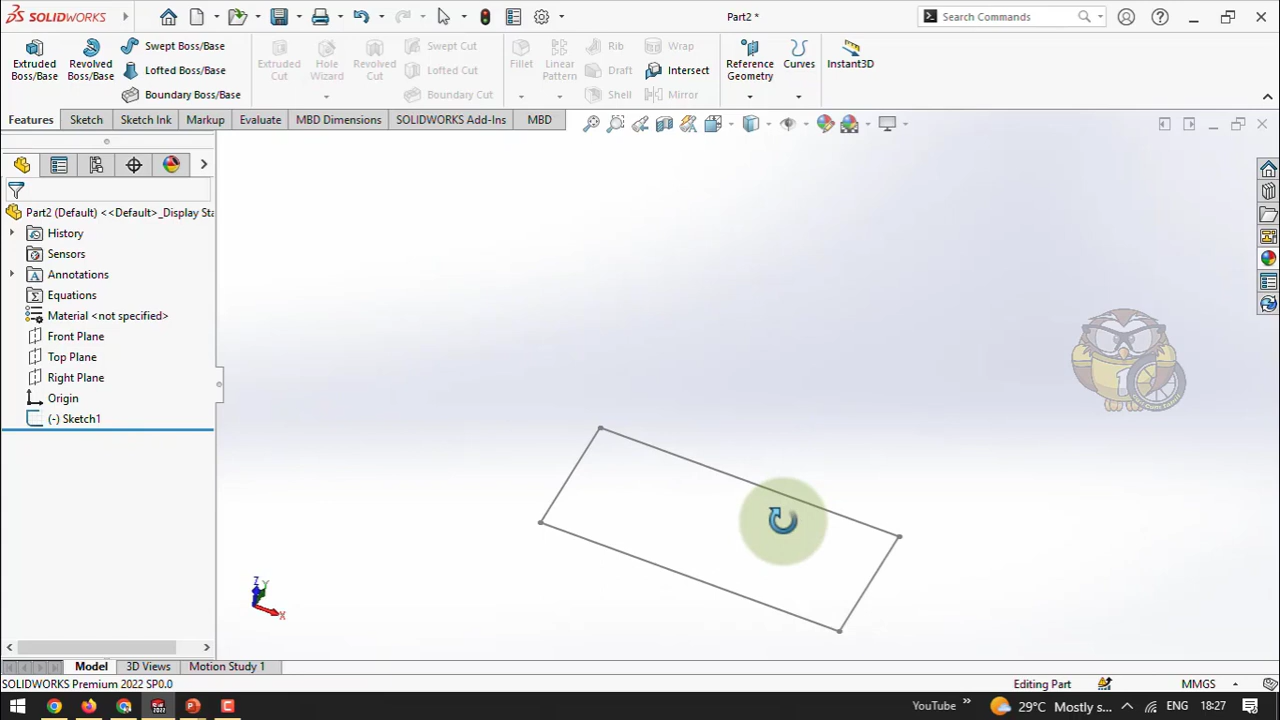 SOLIDWORKS
Part2 *
Search Commands
Extruded Boss/Base
Revolved Boss/Base
Swept Boss/Base
Lofted Boss/Base
Boundary Boss/Base
Extruded Cut
Hole Wizard
Revolved Cut
Swept Cut
Lofted Cut
Boundary Cut
Fillet
Linear Pattern
Rib
Draft
Shell
Wrap
Intersect
Mirror
Reference Geometry
Curves
Instant3D
Features
Sketch
Sketch Ink
Markup
Evaluate
MBD Dimensions
SOLIDWORKS Add-Ins
MBD
Part2 (Default) <<Default>_Display Sta
History
Sensors
Annotations
Equations
Material <not specified>
Front Plane
Top Plane
Right Plane
Origin
(-) Sketch1
Z
Y
X
Model
3D Views
Motion Study 1
SOLIDWORKS Premium 2022 SP0.0
Editing Part
MMGS
YouTube
29°C Mostly s...
ENG
18:27